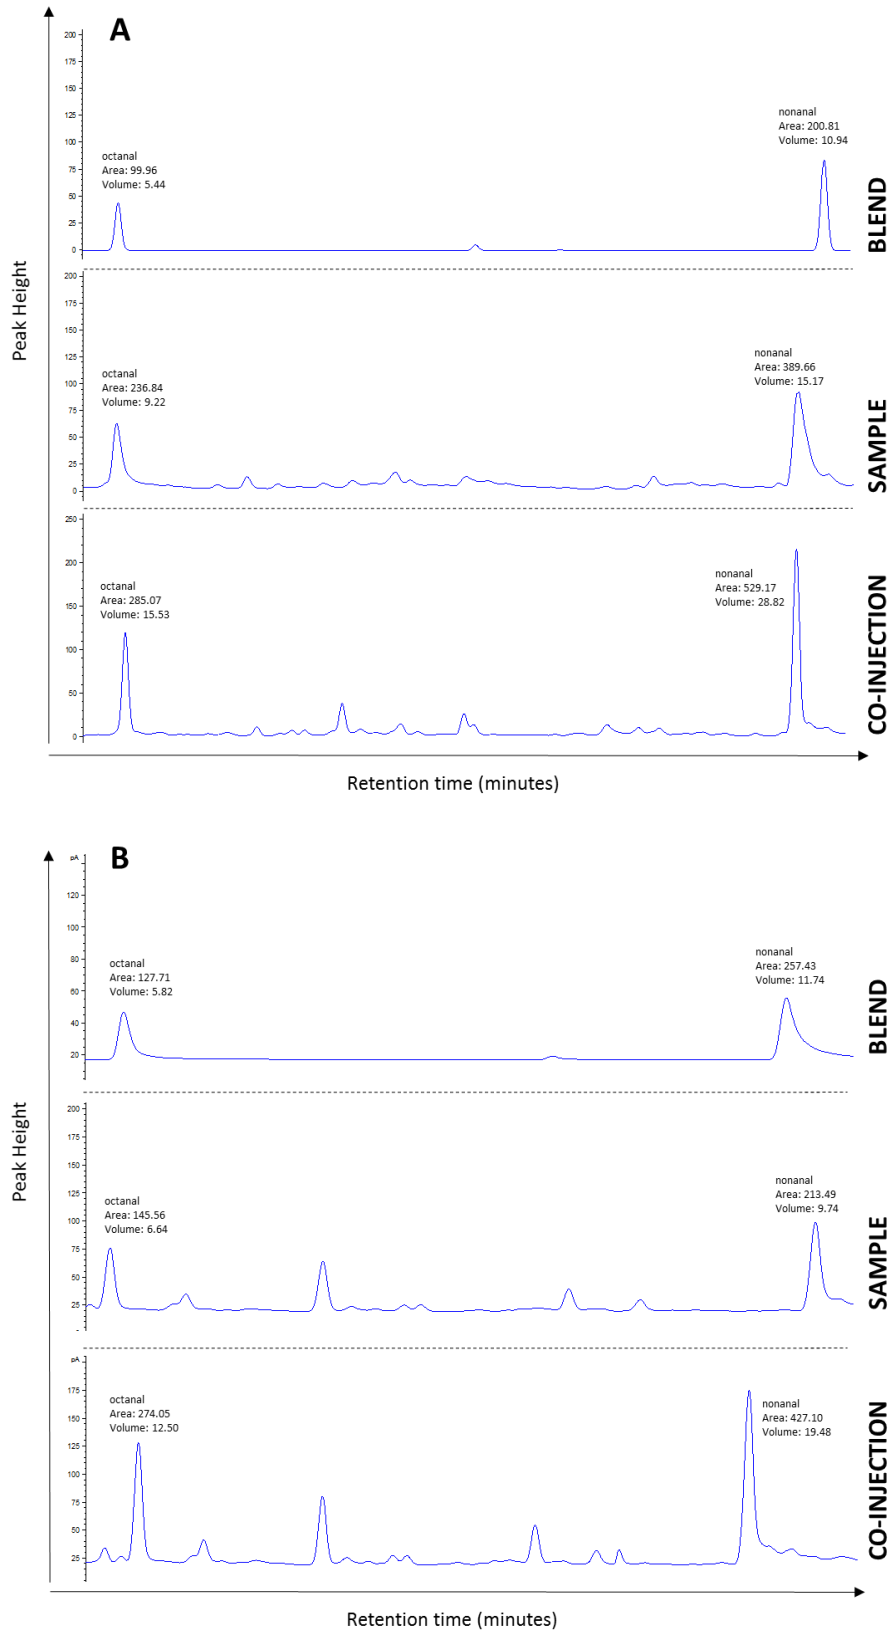 A
200
175
150
125
100
75
50
25
0
octanal
Area: 99.96
Volume: 5.44
nonanal
Area: 200.81
Volume: 10.94
BLEND
200
175
150
125
100
75
50
25
0
octanal
Area: 236.84
Volume: 9.22
nonanal
Area: 389.66
Volume: 15.17
SAMPLE
Peak Height
250
200
150
100
50
0
octanal
Area: 285.07
Volume: 15.53
nonanal
Area: 529.17
Volume: 28.82
CO-INJECTION
Retention time (minutes)
B
pA
120
100
80
60
40
20
octanal
Area: 127.71
Volume: 5.82
nonanal
Area: 257.43
Volume: 11.74
BLEND
Peak Height
200
175
150
125
100
75
50
25
octanal
Area: 145.56
Volume: 6.64
nonanal
Area: 213.49
Volume: 9.74
SAMPLE
pA
175
150
125
100
75
50
25
octanal
Area: 274.05
Volume: 12.50
nonanal
Area: 427.10
Volume: 19.48
CO-INJECTION
Retention time (minutes)